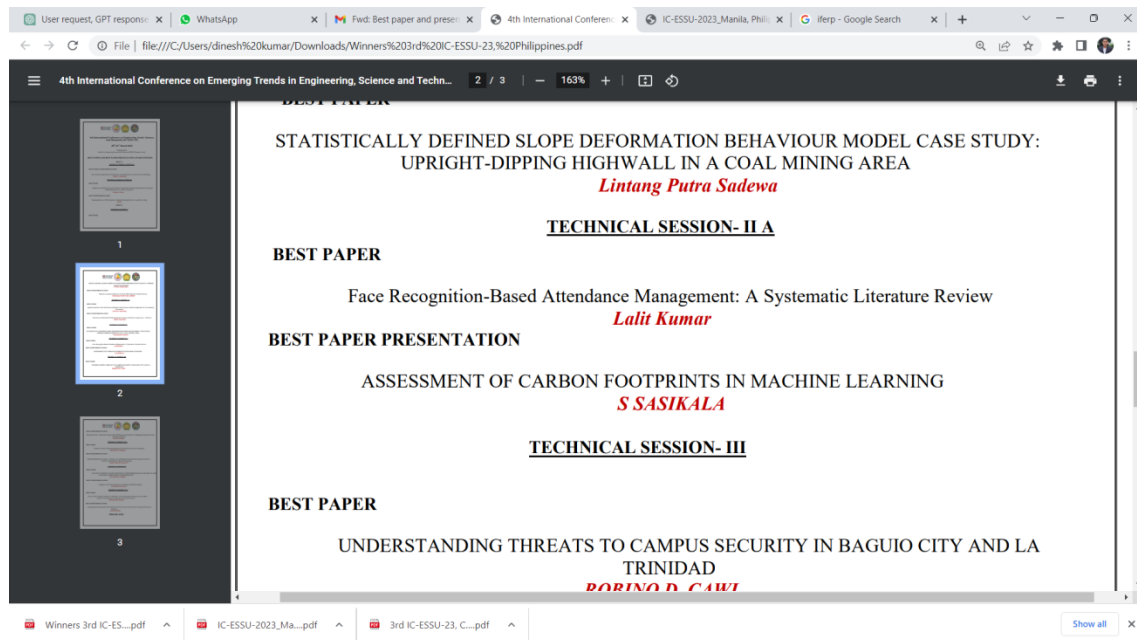 User request, GPT response
WhatsApp
Fwd: Best paper and presen
4th International Conferenc
IC-ESSU-2023_Manila, Phili
iferp - Google Search
File | file:///C:/Users/dinesh%20kumar/Downloads/Winners%203rd%20IC-ESSU-23,%20Philippines.pdf
4th International Conference on Emerging Trends in Engineering, Science and Techn...
2 / 3
163%
BEST PAPER
STATISTICALLY DEFINED SLOPE DEFORMATION BEHAVIOUR MODEL CASE STUDY:
UPRIGHT-DIPPING HIGHWALL IN A COAL MINING AREA
Lintang Putra Sadewa
TECHNICAL SESSION- II A
BEST PAPER
Face Recognition-Based Attendance Management: A Systematic Literature Review
Lalit Kumar
BEST PAPER PRESENTATION
ASSESSMENT OF CARBON FOOTPRINTS IN MACHINE LEARNING
S SASIKALA
TECHNICAL SESSION- III
BEST PAPER
UNDERSTANDING THREATS TO CAMPUS SECURITY IN BAGUIO CITY AND LA
TRINIDAD
ROBINO D. CAWI
1
2
3
Winners 3rd IC-ES....pdf
IC-ESSU-2023_Ma....pdf
3rd IC-ESSU-23, C....pdf
Show all